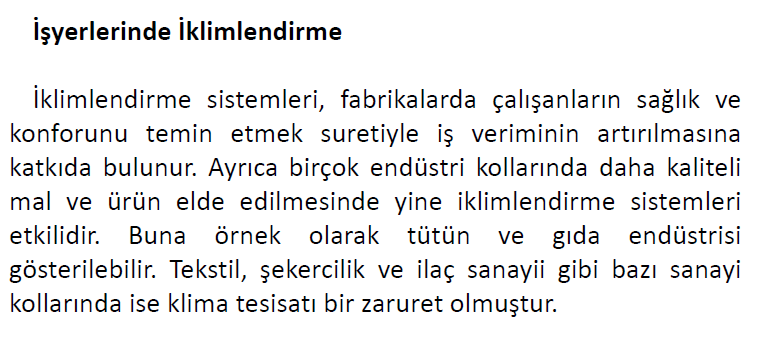 İşyerlerinde İklimlendirme
İklimlendirme sistemleri, fabrikalarda çalışanların sağlık ve
konforunu temin etmek suretiyle iş veriminin artırılmasına
katkıda bulunur. Ayrıca birçok endüstri kollarında daha kaliteli
mal ve ürün elde edilmesinde yine iklimlendirme sistemleri
etkilidir. Buna örnek olarak tütün ve gıda endüstrisi
gösterilebilir. Tekstil, şekercilik ve ilaç sanayii gibi bazı sanayi
kollarında ise klima tesisatı bir zaruret olmuştur.